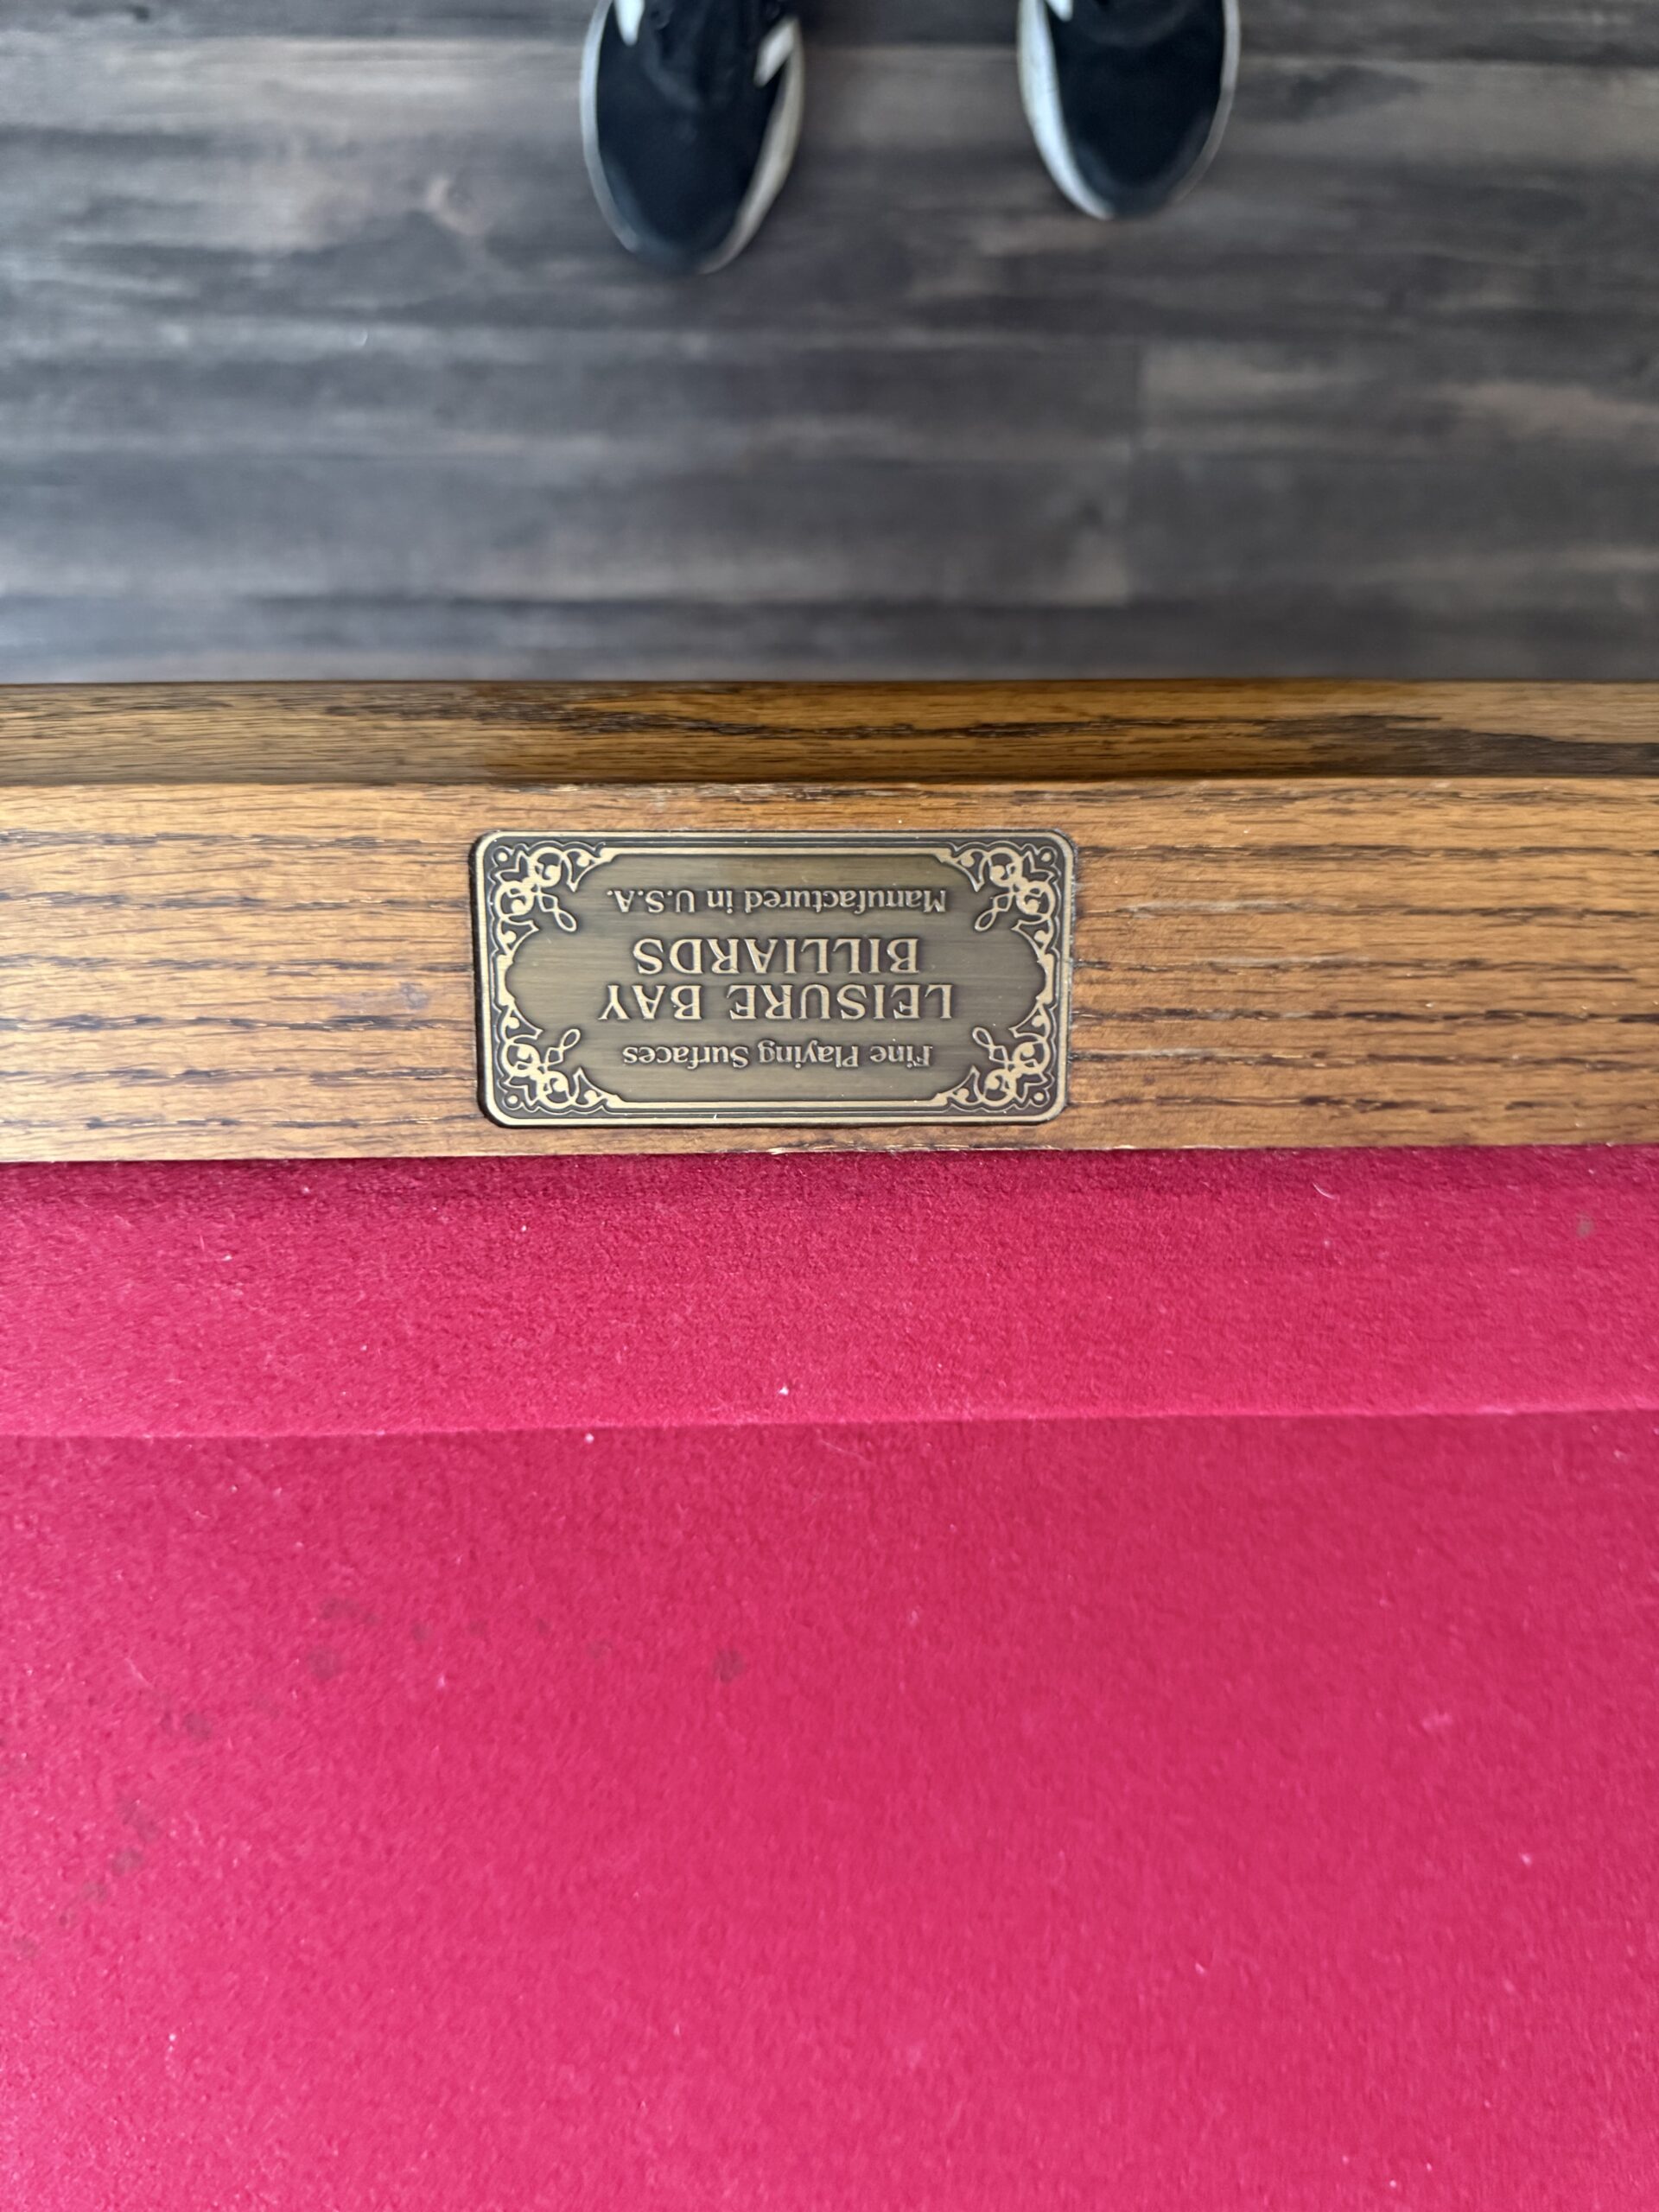 Fine Playing Surfaces
LEISURE BAY
BILLIARDS
Manufactured in U.S.A.